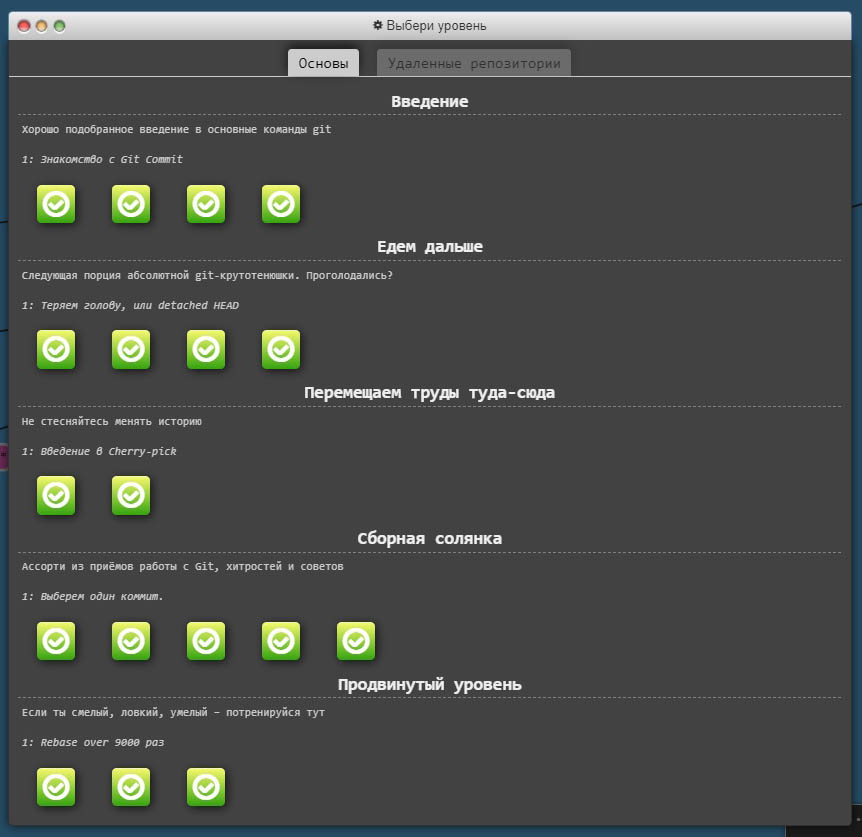 Выбери уровень
Основы
Удаленные репозитории
Введение
Хорошо подобранное введение в основные команды git
1: Знакомство с Git Commit
Едем дальше
Следующая порция абсолютной git-крутотенюшки. Проголодались?
1: Теряем голову, или detached HEAD
Перемещаем труды туда-сюда
Не стесняйтесь менять историю
1: Введение в Cherry-pick
Сборная солянка
Ассорти из приёмов работы с Git, хитростей и советов
1: Выберем один коммит.
Продвинутый уровень
Если ты смелый, ловкий, умелый – потренируйся тут
1: Rebase over 9000 раз